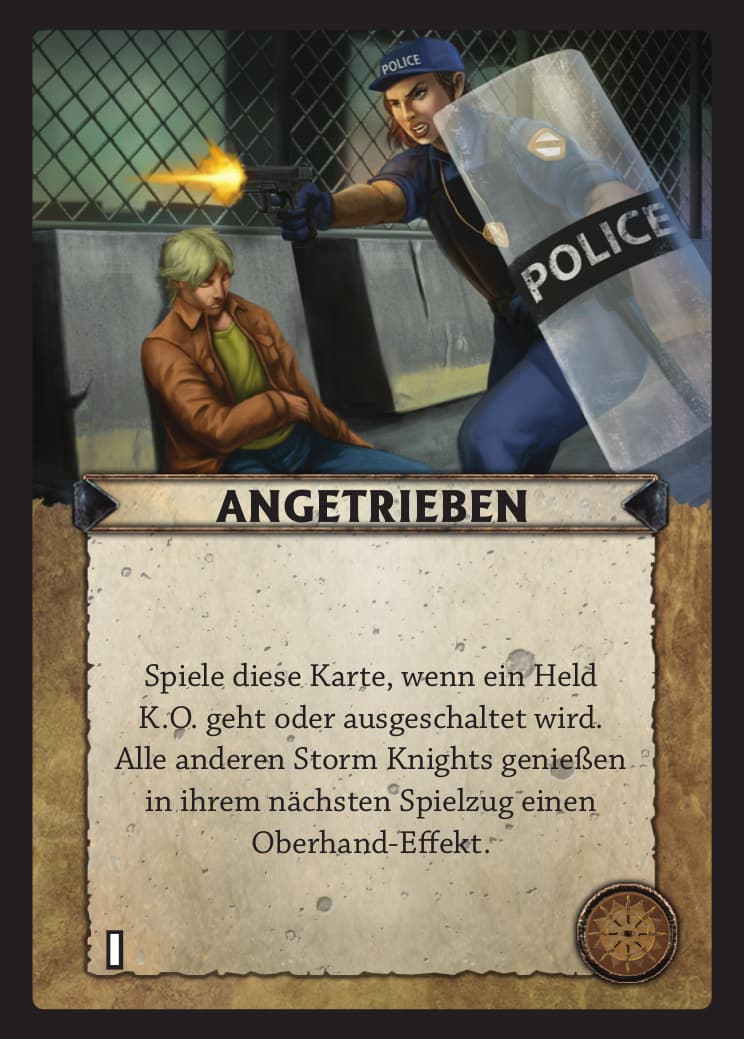 POLICE
POLICE
ANGETRIEBEN
Spiele diese Karte, wenn ein Held
K.O. geht oder ausgeschaltet wird.
Alle anderen Storm Knights genießen
in ihrem nächsten Spielzug einen
Oberhand-Effekt.